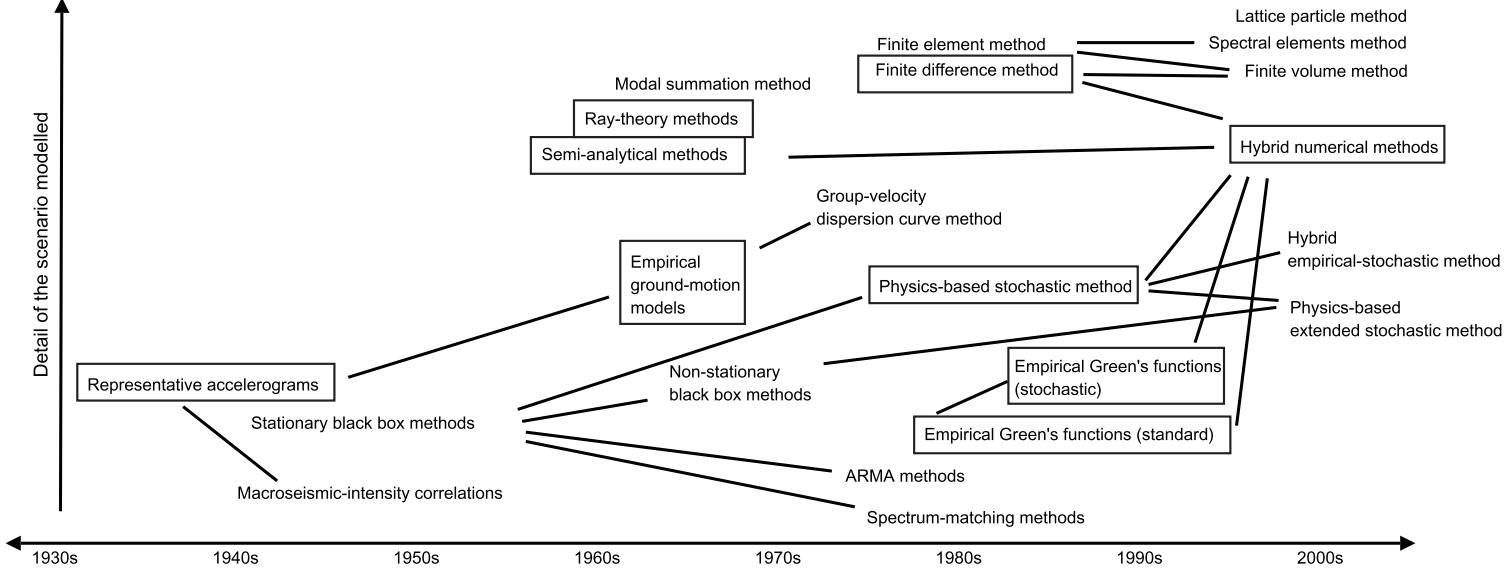 Lattice particle method
Finite element method
Spectral elements method
Finite difference method
Finite volume method
Modal summation method
Ray-theory methods
Semi-analytical methods
Hybrid numerical methods
Detail of the scenario modelled
Group-velocity
dispersion curve method
Hybrid
empirical-stochastic method
Empirical
ground-motion
models
Physics-based stochastic method
Physics-based
extended stochastic method
Representative accelerograms
Non-stationary
black box methods
Empirical Green's functions
(stochastic)
Stationary black box methods
Empirical Green's functions (standard)
ARMA methods
Macroseismic-intensity correlations
Spectrum-matching methods
1930s 1940s 1950s 1960s 1970s 1980s 1990s 2000s